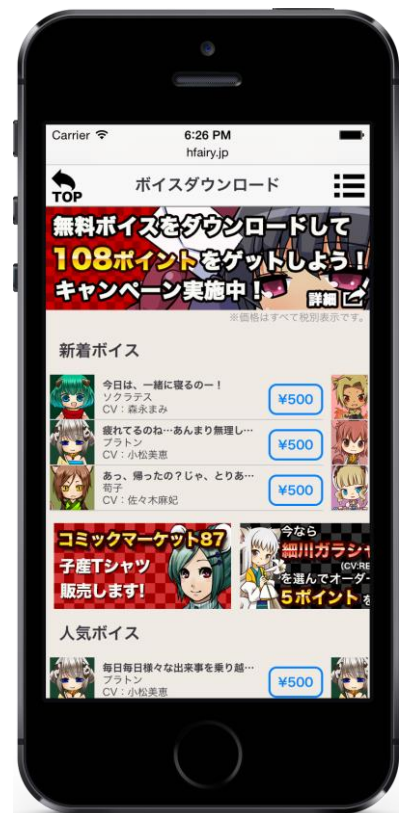 Carrier 6:26 PM
hfairy.jp
TOP ボイスダウンロード
無料ボイスをダウンロードして
108ポイントをゲットしよう!
キャンペーン実施中!
詳細
※価格はすべて税別表示です。
新着ボイス
今日は、一緒に寝るのー!
ソクラテス
CV:森永まみ
¥500
疲れてるのね…あんまり無理し…
プラトン
CV:小松美恵
¥500
あっ、帰ったの?じゃ、とりあ…
荀子
CV:佐々木麻妃
¥500
コミックマーケット87
子産Tシャツ
販売します!
今なら
細川ガラシャ
(CV:RE
を選んでオーダー
5ポイント を
人気ボイス
毎日毎日様々な出来事を乗り越…
プラトン
CV:小松美恵
¥500